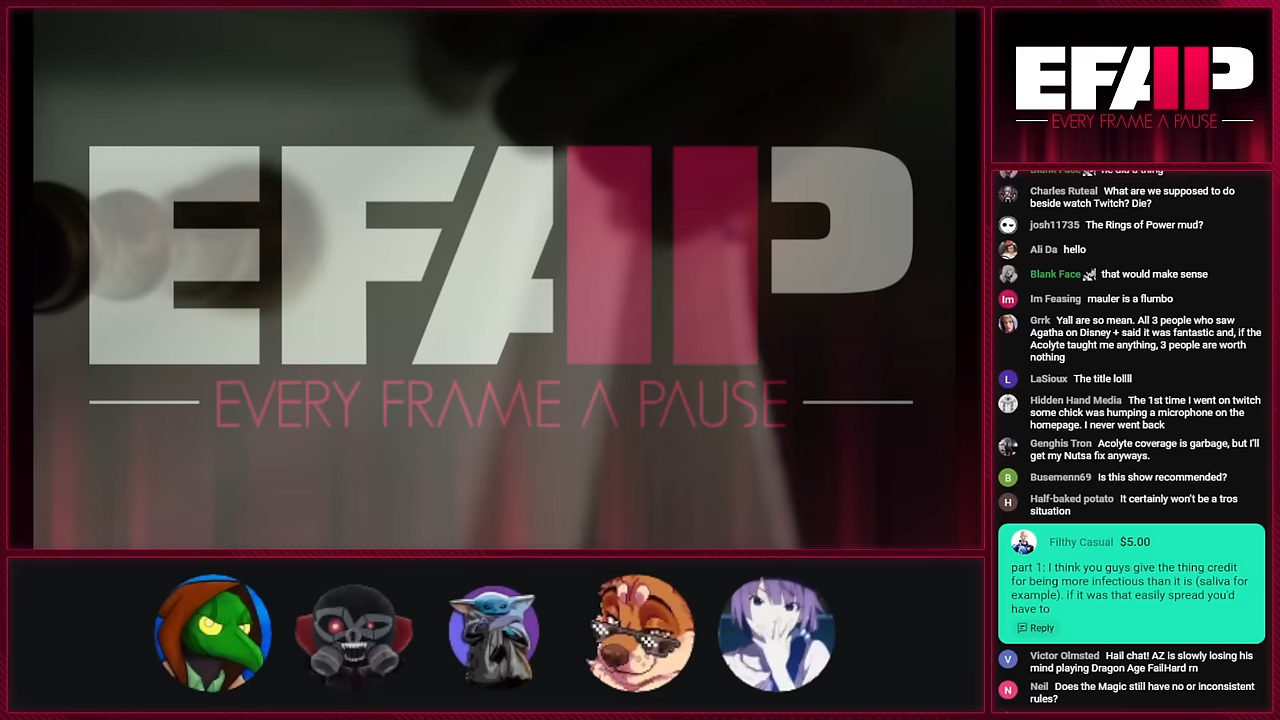 EFAP
EVERY FRAME A PAUSE
EFAP
EVERY FRAME A PAUSE
Blank Face he did a thing
Charles Ruteal What are we supposed to do
beside watch Twitch? Die?
josh11735 The Rings of Power mud?
Ali Da hello
Blank Face that would make sense
Im
Im Feasing mauler is a flumbo
Grrk Yall are so mean. All 3 people who saw
Agatha on Disney + said it was fantastic and, if the
Acolyte taught me anything, 3 people are worth
nothing
L
LaSioux The title lollll
Hidden Hand Media The 1st time I went on twitch
some chick was humping a microphone on the
homepage. I never went back
Genghis Tron Acolyte coverage is garbage, but I'll
get my Nutsa fix anyways.
B
Busemenn69 Is this show recommended?
H
Half-baked potato It certainly won't be a tros
situation
Filthy Casual $5.00
part 1: I think you guys give the thing credit
for being more infectious than it is (saliva for
example). if it was that easily spread you'd
have to
Reply
V
Victor Olmsted Hail chat! AZ is slowly losing his
mind playing Dragon Age FailHard rn
N
Neil Does the Magic still have no or inconsistent
rules?